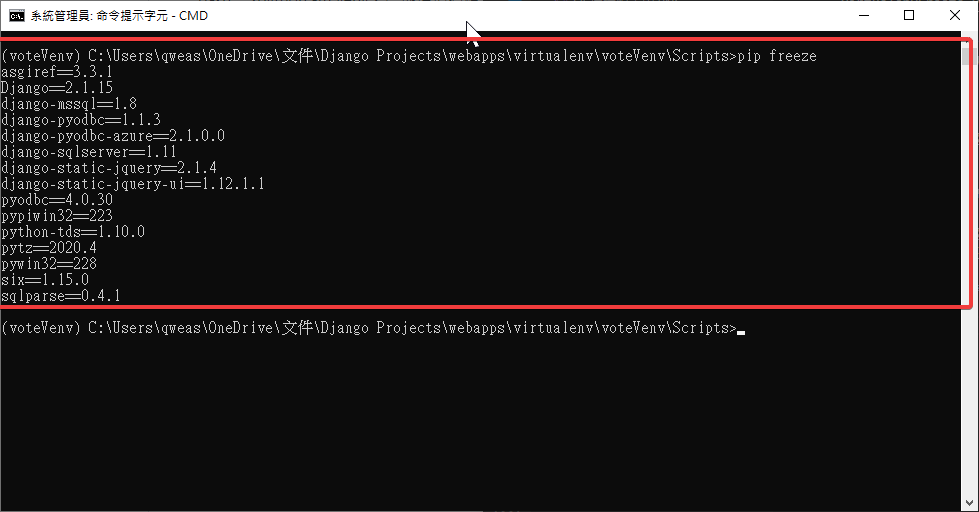 系統管理員: 命令提示字元 - CMD
(voteVenv) C:\Users\qweas\OneDrive\文件\Django Projects\webapps\virtualenv\voteVenv\Scripts>pip freeze
asgiref==3.3.1
Django==2.1.15
django-mssql==1.8
django-pyodbc==1.1.3
django-pyodbc-azure==2.1.0.0
django-sqlserver==1.11
django-static-jquery==2.1.4
django-static-jquery-ui==1.12.1.1
pyodbc==4.0.30
pypiwin32==223
python-tds==1.10.0
pytz==2020.4
pywin32==228
six==1.15.0
sqlparse==0.4.1
(voteVenv) C:\Users\qweas\OneDrive\文件\Django Projects\webapps\virtualenv\voteVenv\Scripts>